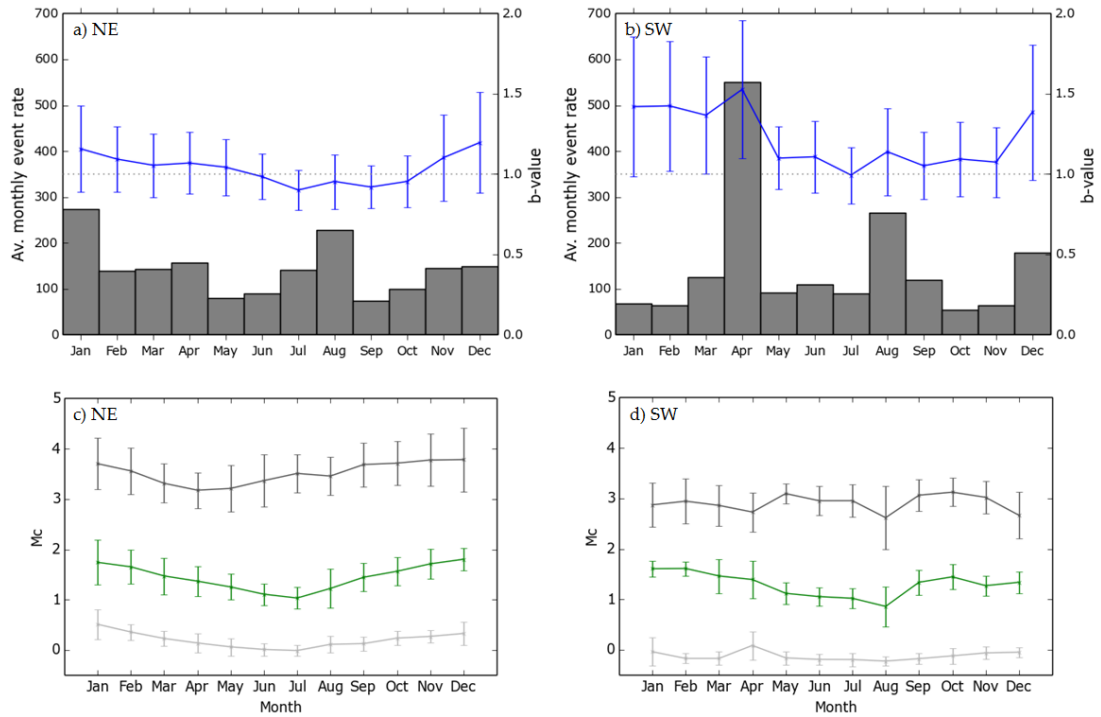 a) NE
700
600
500
400
300
200
100
0
Av. monthly event rate
2.0
1.5
1.0
0.5
0.0
b-value
Jan Feb Mar Apr May Jun Jul Aug Sep Oct Nov Dec
b) SW
700
600
500
400
300
200
100
0
Av. monthly event rate
2.0
1.5
1.0
0.5
0.0
b-value
Jan Feb Mar Apr May Jun Jul Aug Sep Oct Nov Dec
c) NE
5
4
3
2
1
0
Mc
Jan Feb Mar Apr May Jun Jul Aug Sep Oct Nov Dec
Month
d) SW
5
4
3
2
1
0
Mc
Jan Feb Mar Apr May Jun Jul Aug Sep Oct Nov Dec
Month